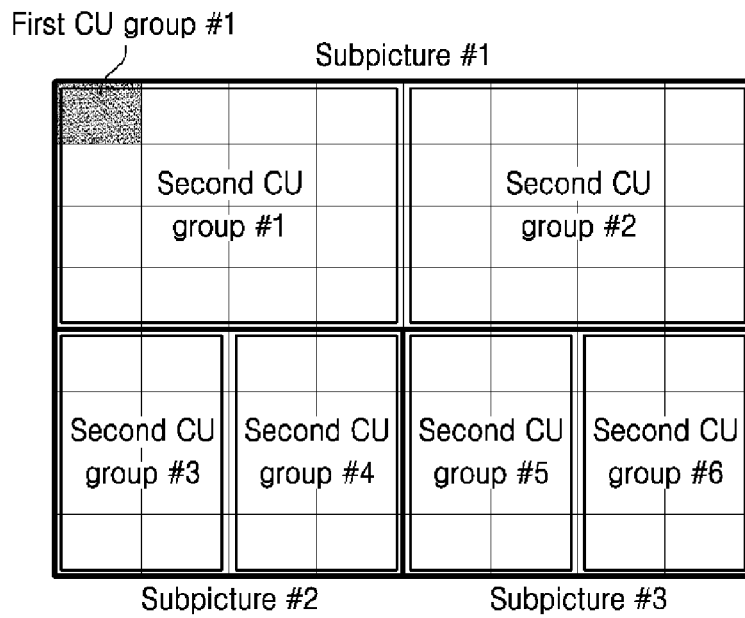 First CU group #1
Subpicture #1
Second CU
group #1
Second CU
group #2
Second CU
group #3
Second CU
group #4
Second CU
group #5
Second CU
group #6
Subpicture #2
Subpicture #3